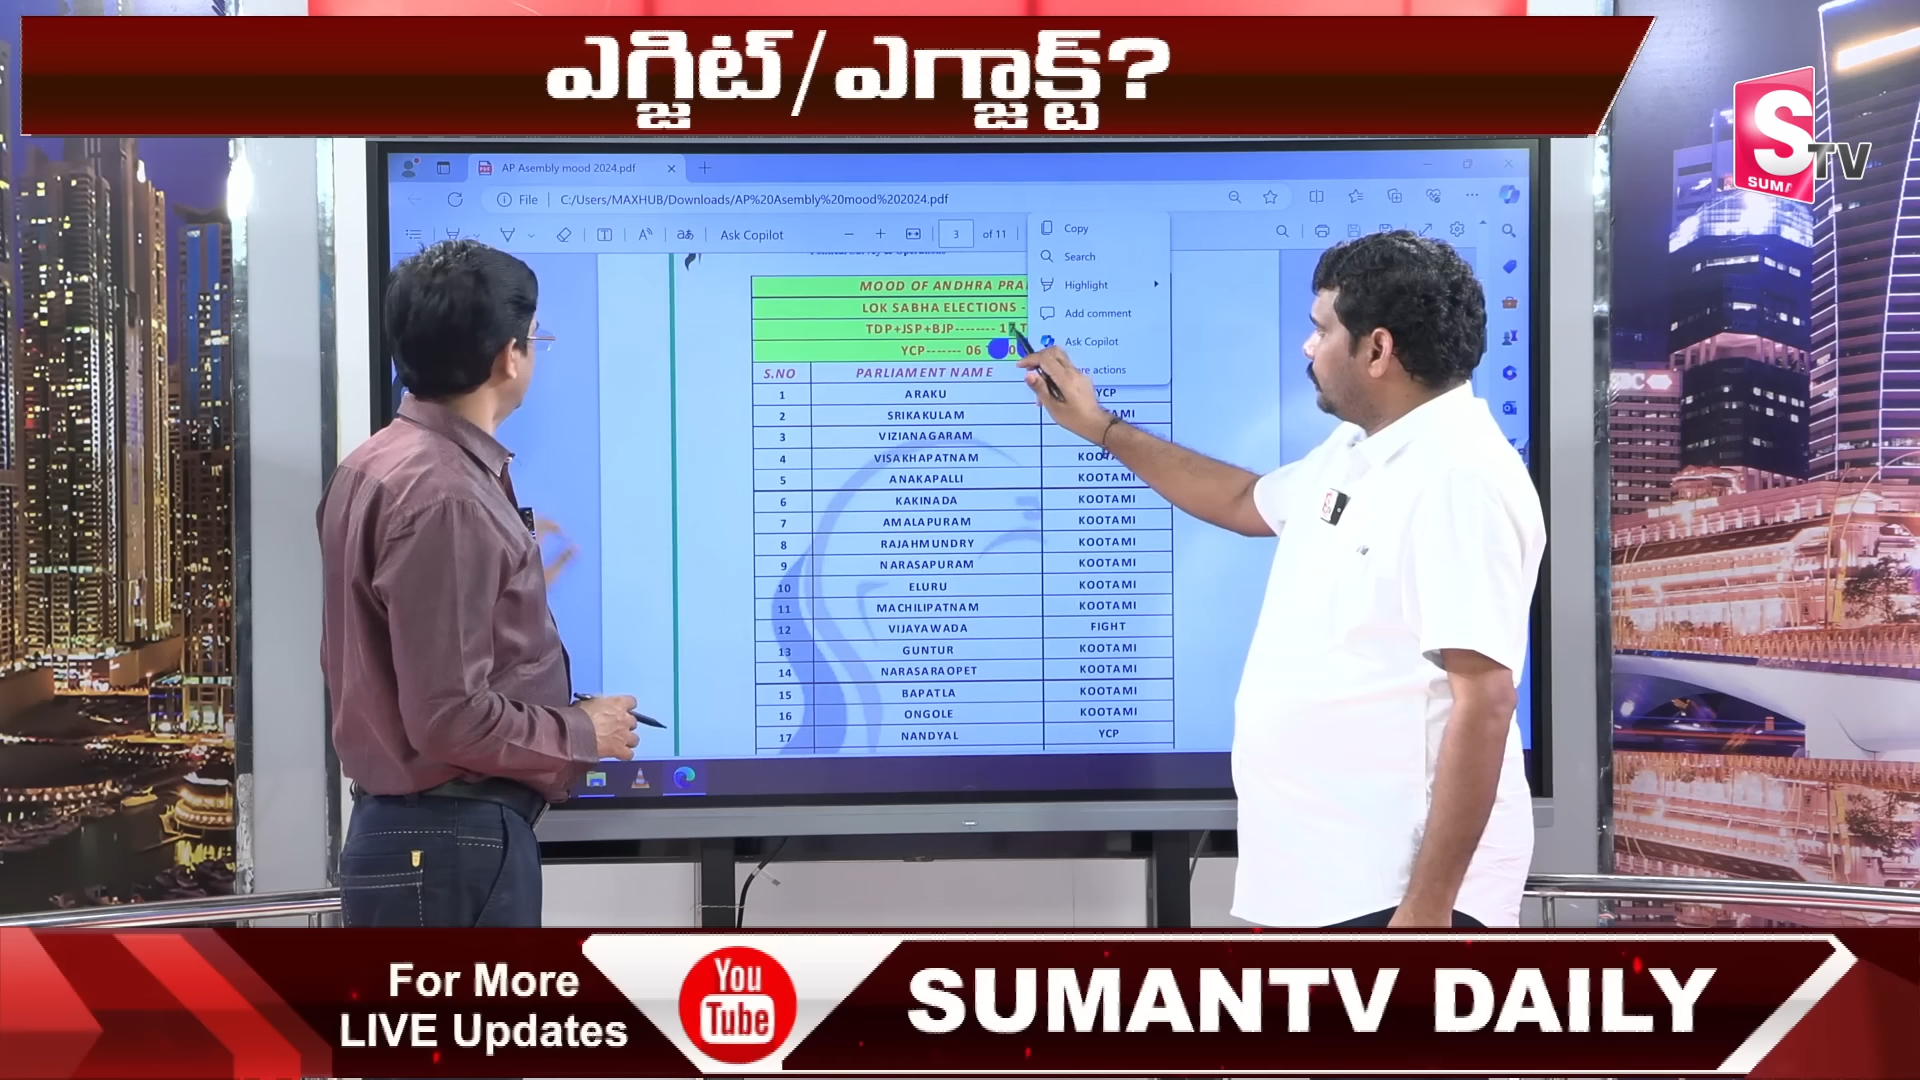 ఎగ్జిట్/ఎగ్జాక్ట్?
S
TV
AP Asembly mood 2024.pdf
File
C:/Users/MAXHUB/Downloads/AP%20Asembly%20mood%202024.pdf
Ask Copilot
3 of 11
Copy
Search
Highlight
Add comment
Ask Copilot
actions
MOOD OF ANDHRA
LOK SABHA ELECTIONS -
TDP+JSP+BJP-------- 17
YCP------- 06
S.NO PARLIAMENT NAME
1 ARAKU YCP
2 SRIKAKULAM
3 VIZIANAGARAM
4 VISAKHAPATNAM
5 ANAKAPALLI KOOTAMI
6 KAKINADA KOOTAMI
7 AMALAPURAM KOOTAMI
8 RAJAHMUNDRY KOOTAMI
9 NARASAPURAM KOOTAMI
10 ELURU KOOTAMI
11 MACHILIPATNAM KOOTAMI
12 VIJAYAWADA FIGHT
13 GUNTUR KOOTAMI
14 NARASARAOPET KOOTAMI
15 BAPATLA KOOTAMI
16 ONGOLE KOOTAMI
17 NANDYAL YCP
For More
LIVE Updates
You
Tube
SUMANTV DAILY